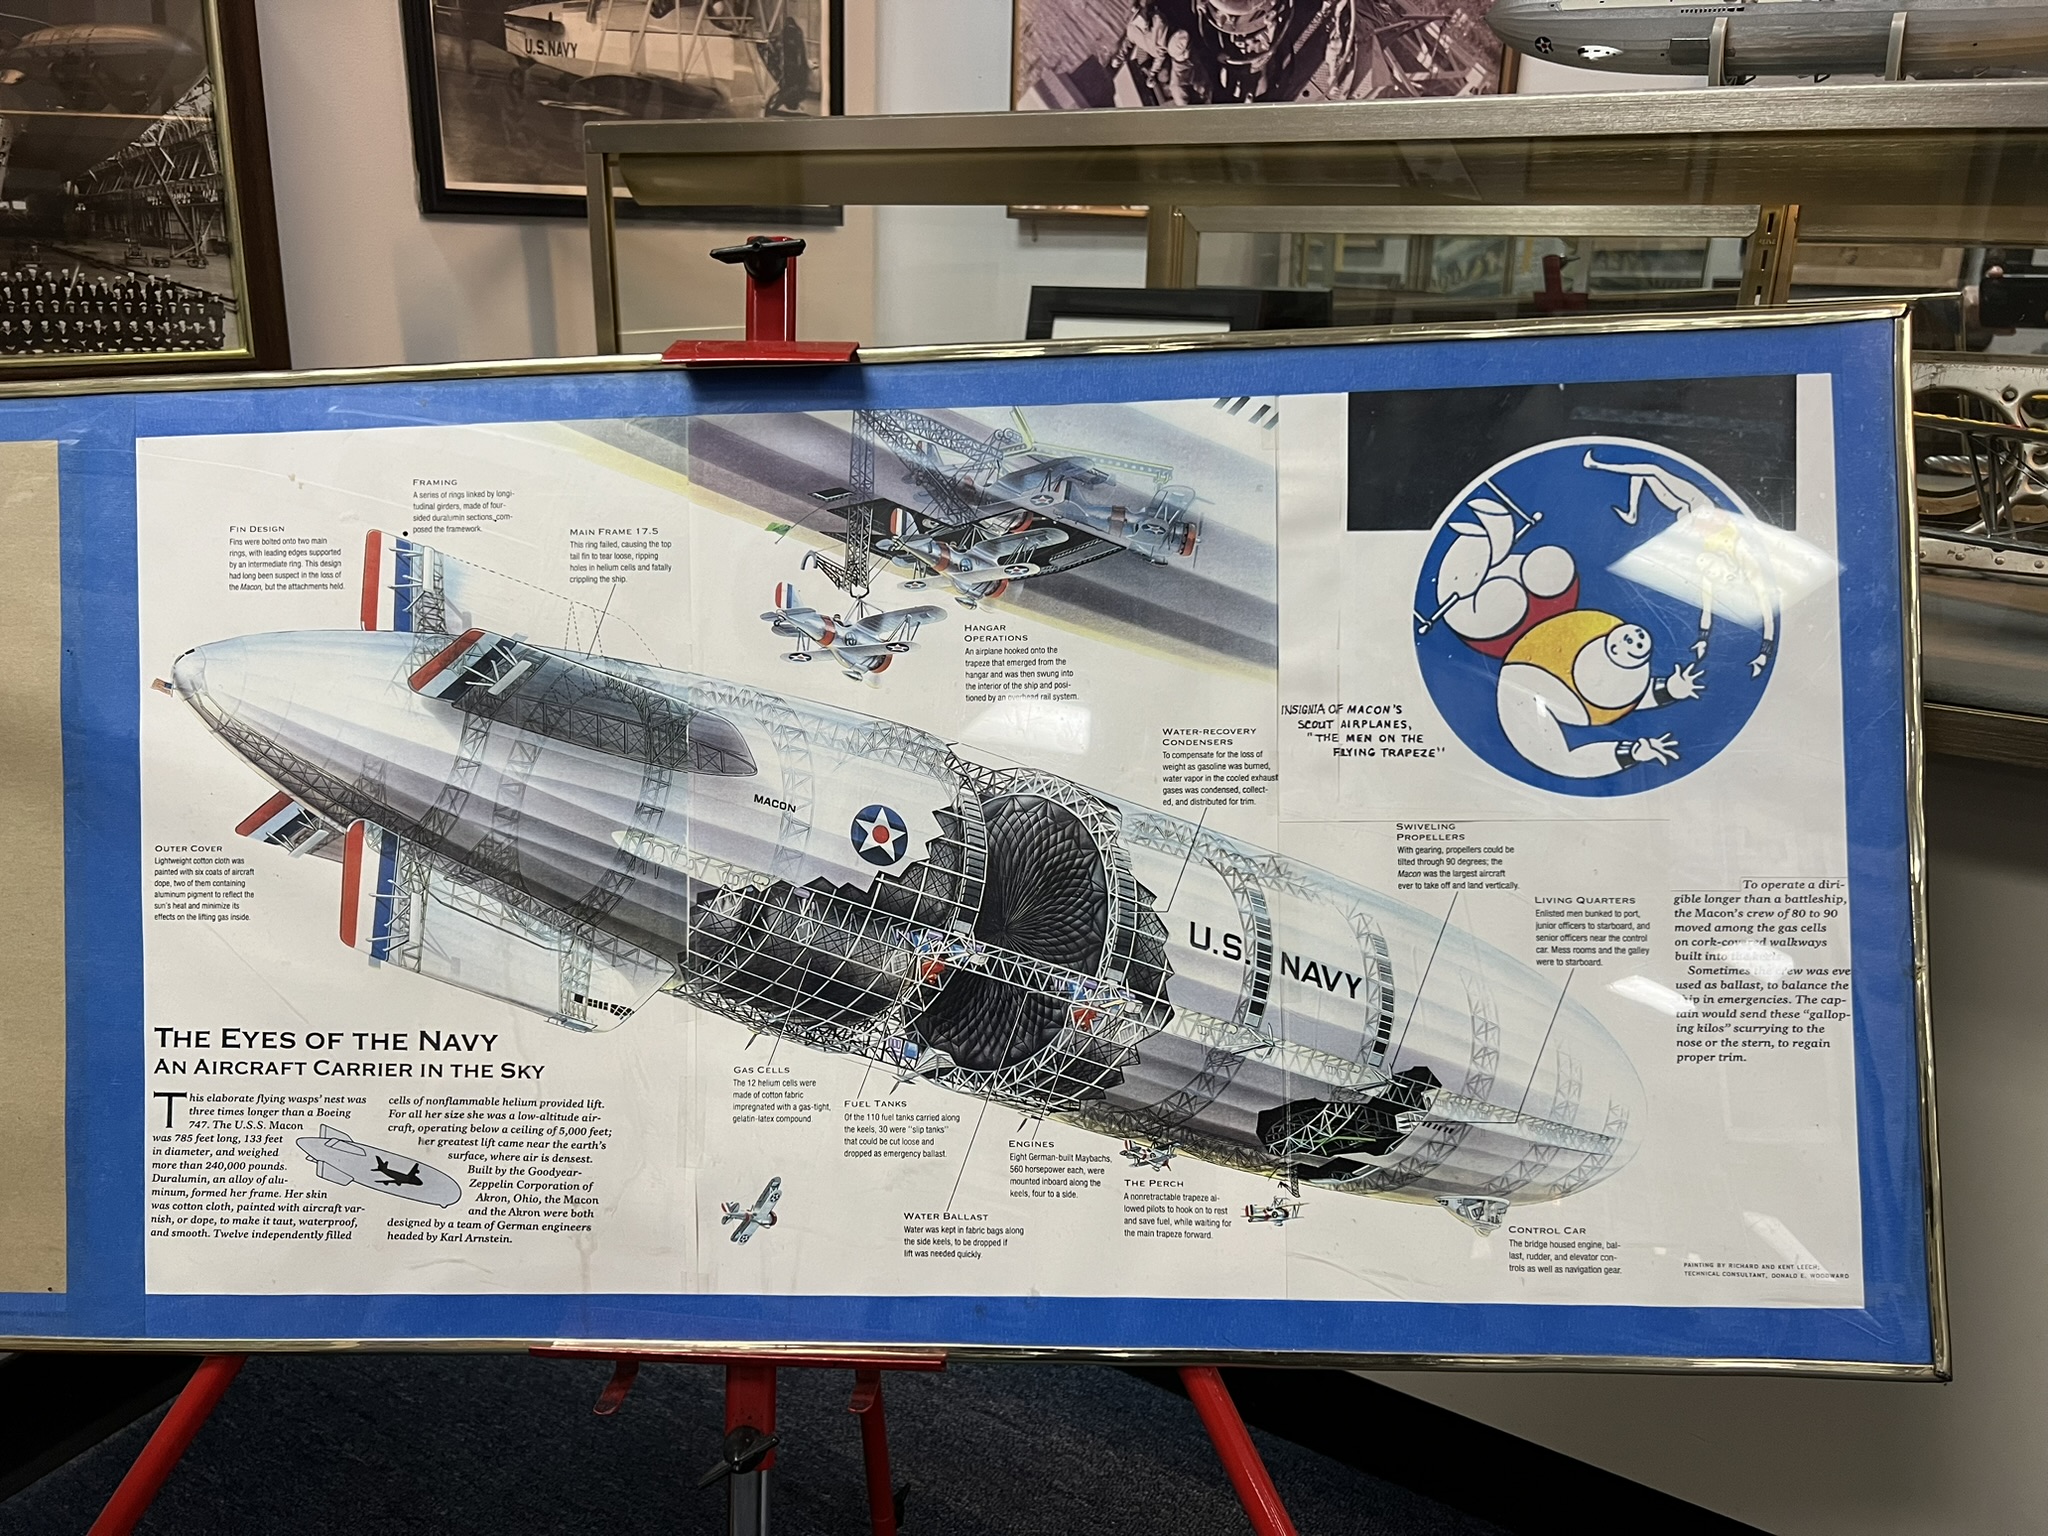 U.S. NAVY
FRAMING
A series of rings linked by longi-
tudinal girders, made of four-
sided duralumin sections, com-
posed the framework.
FIN DESIGN
Fins were bolted onto two main
rings, with leading edges supported
by an intermediate ring. This design
had long been suspect in the loss of
the Macon, but the attachments held.
MAIN FRAME 17.5
This ring failed, causing the top
tail fin to tear loose, ripping
holes in helium cells and fatally
crippling the ship.
HANGAR
OPERATIONS
An airplane hooked onto the
trapeze that emerged from the
hangar and was then swung into
the interior of the ship and posi-
tioned by an overhead rail system.
INSIGNIA OF MACON'S
SCOUT AIRPLANES,
"THE MEN ON THE
FLYING TRAPEZE"
WATER-RECOVERY
CONDENSERS
To compensate for the loss of
weight as gasoline was burned,
water vapor in the cooled exhaust
gases was condensed, collect-
ed, and distributed for trim.
MACON
U.S. NAVY
OUTER COVER
Lightweight cotton cloth was
painted with six coats of aircraft
dope, two of them containing
aluminum pigment to reflect the
sun's heat and minimize its
effects on the lifting gas inside.
SWIVELING
PROPELLERS
With gearing, propellers could be
tilted through 90 degrees; the
Macon was the largest aircraft
ever to take off and land vertically.
LIVING QUARTERS
Enlisted men bunked to port,
junior officers to starboard, and
senior officers near the control
car. Mess rooms and the galley
were to starboard.
To operate a diri-
gible longer than a battleship,
the Macon's crew of 80 to 90
moved among the gas cells
on cork-covered walkways
built into
Sometimes the crew was eve
used as ballast, to balance the
ship in emergencies. The cap-
tain would send these "gallop-
ing kilos" scurrying to the
nose or the stern, to regain
proper trim.
THE EYES OF THE NAVY
AN AIRCRAFT CARRIER IN THE SKY
This elaborate flying wasps' nest was
three times longer than a Boeing
747. The U.S.S. Macon
was 785 feet long, 133 feet
in diameter, and weighed
more than 240,000 pounds.
Duralumin, an alloy of alu-
minum, formed her frame. Her skin
was cotton cloth, painted with aircraft var-
nish, or dope, to make it taut, waterproof,
and smooth. Twelve independently filled
cells of nonflammable helium provided lift.
For all her size she was a low-altitude air-
craft, operating below a ceiling of 5,000 feet;
her greatest lift came near the earth's
surface, where air is densest.
Built by the Goodyear-
Zeppelin Corporation of
Akron, Ohio, the Macon
and the Akron were both
designed by a team of German engineers
headed by Karl Arnstein.
GAS CELLS
The 12 helium cells were
made of cotton fabric
impregnated with a gas-tight,
gelatin-latex compound
FUEL TANKS
Of the 110 fuel tanks carried along
the keels, 30 were "slip tanks"
that could be cut loose and
dropped as emergency ballast.
WATER BALLAST
Water was kept in fabric bags along
the side keels, to be dropped if
lift was needed quickly.
ENGINES
Eight German-built Maybachs,
560 horsepower each, were
mounted inboard along the
keels, four to a side.
THE PERCH
A nonretractable trapeze al-
lowed pilots to hook on to rest
and save fuel, while waiting for
the main trapeze forward.
CONTROL CAR
The bridge housed engine, bal-
last, rudder, and elevator con-
trols as well as navigation gear.
PAINTING BY RICHARD AND KENT LEECH;
TECHNICAL CONSULTANT, DONALD E. WOODWARD